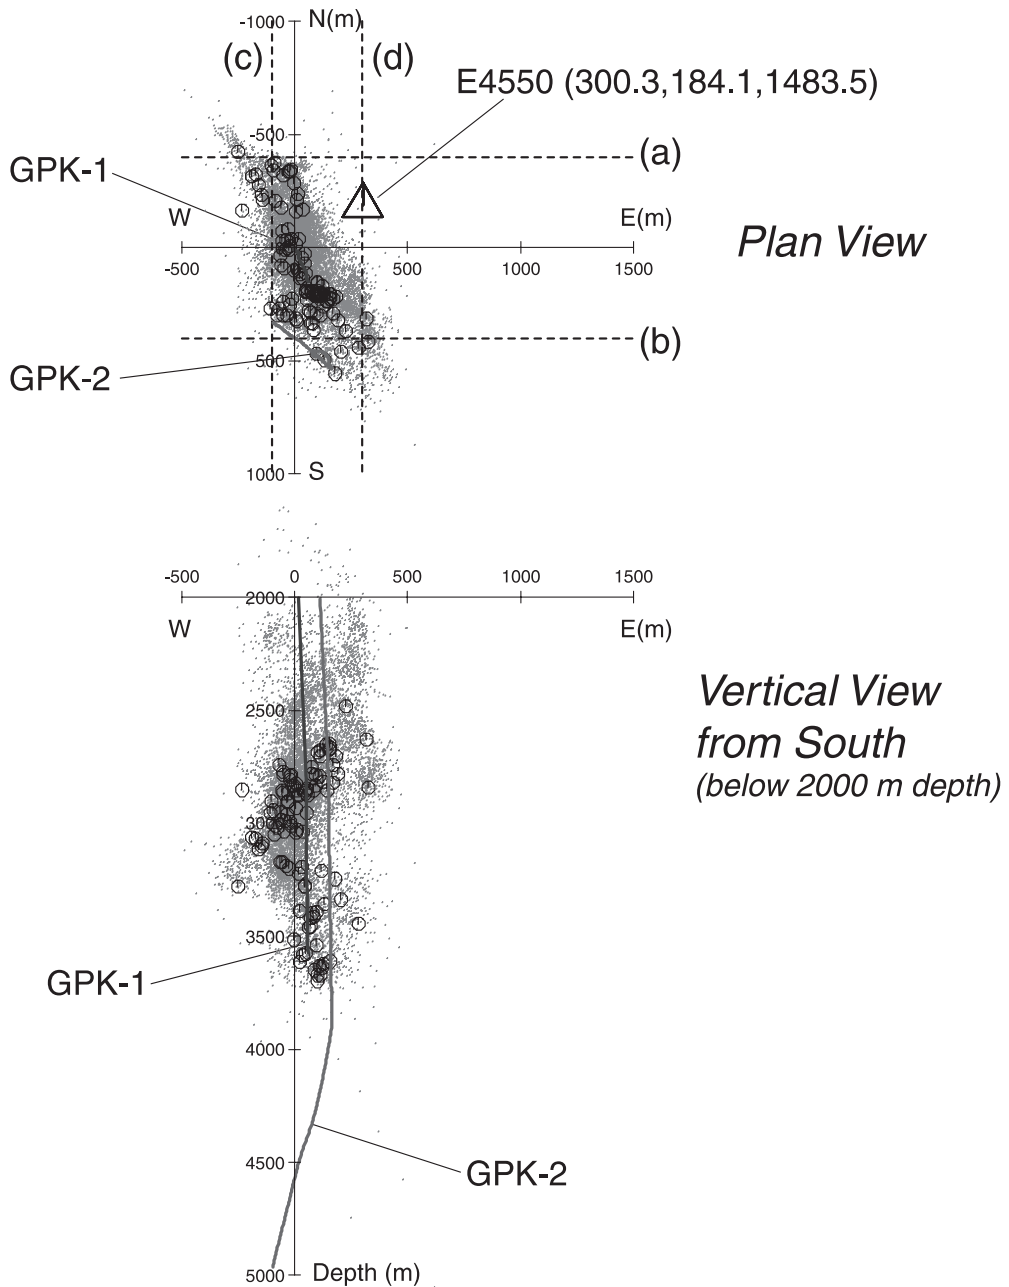 -1000
N(m)
(c)
(d)
E4550 (300.3,184.1,1483.5)
-500
(a)
GPK-1
W
E(m)
Plan View
-500
500
1000
1500
(b)
500
GPK-2
1000
S
-500
0
500
1000
1500
2000
W
E(m)
Vertical View
from South
(below 2000 m depth)
2500
3000
3500
GPK-1
4000
4500
GPK-2
5000
Depth (m)